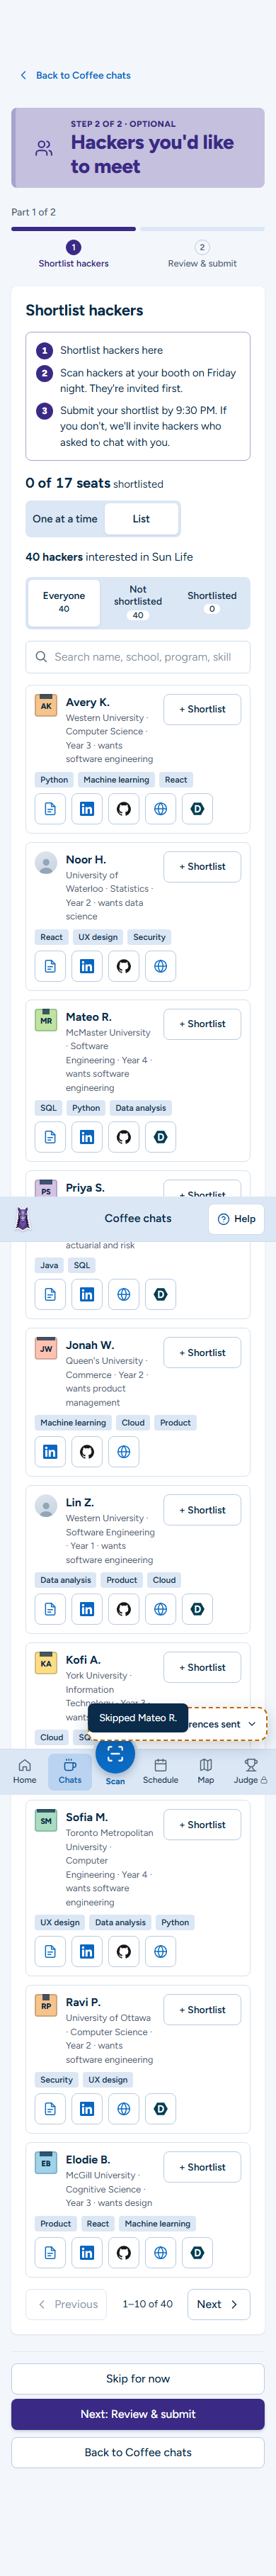 Back to Coffee chats
STEP 2 OF 2 · OPTIONAL
Hackers you'd like
to meet
Part 1 of 2
1
2
Shortlist hackers
Review & submit
Shortlist hackers
1 Shortlist hackers here
2 Scan hackers at your booth on Friday
night. They're invited first.
3 Submit your shortlist by 9:30 PM. If
you don't, we'll invite hackers who
asked to chat with you.
0 of 17 seats shortlisted
One at a time
List
40 hackers interested in Sun Life
Everyone
40
Not
shortlisted
40
Shortlisted
0
Search name, school, program, skill
AK
Avery K.
Western University ·
Computer Science ·
Year 3 · wants
software engineering
+ Shortlist
Python Machine learning React
Noor H.
University of
Waterloo · Statistics ·
Year 2 · wants data
science
+ Shortlist
React UX design Security
MR
Mateo R.
McMaster University
· Software
Engineering · Year 4 ·
wants software
engineering
+ Shortlist
SQL Python Data analysis
PS
Priya S.
+ Shortlist
Coffee chats
Help
actuarial and risk
Java SQL
JW
Jonah W.
Queen's University ·
Commerce · Year 2 ·
wants product
management
+ Shortlist
Machine learning Cloud Product
Lin Z.
Western University ·
Software Engineering
· Year 1 · wants
software engineering
+ Shortlist
Data analysis Product Cloud
KA
Kofi A.
York University ·
Information
+ Shortlist
Skipped Mateo R.
sent
Cloud
Home
Chats
Scan
Schedule
Map
Judge
SM
Sofia M.
Toronto Metropolitan
University ·
Computer
Engineering · Year 4 ·
wants software
engineering
+ Shortlist
UX design Data analysis Python
RP
Ravi P.
University of Ottawa
· Computer Science ·
Year 2 · wants
software engineering
+ Shortlist
Security UX design
EB
Elodie B.
McGill University ·
Cognitive Science ·
Year 3 · wants design
+ Shortlist
Product React Machine learning
Previous
1–10 of 40
Next
Skip for now
Next: Review & submit
Back to Coffee chats